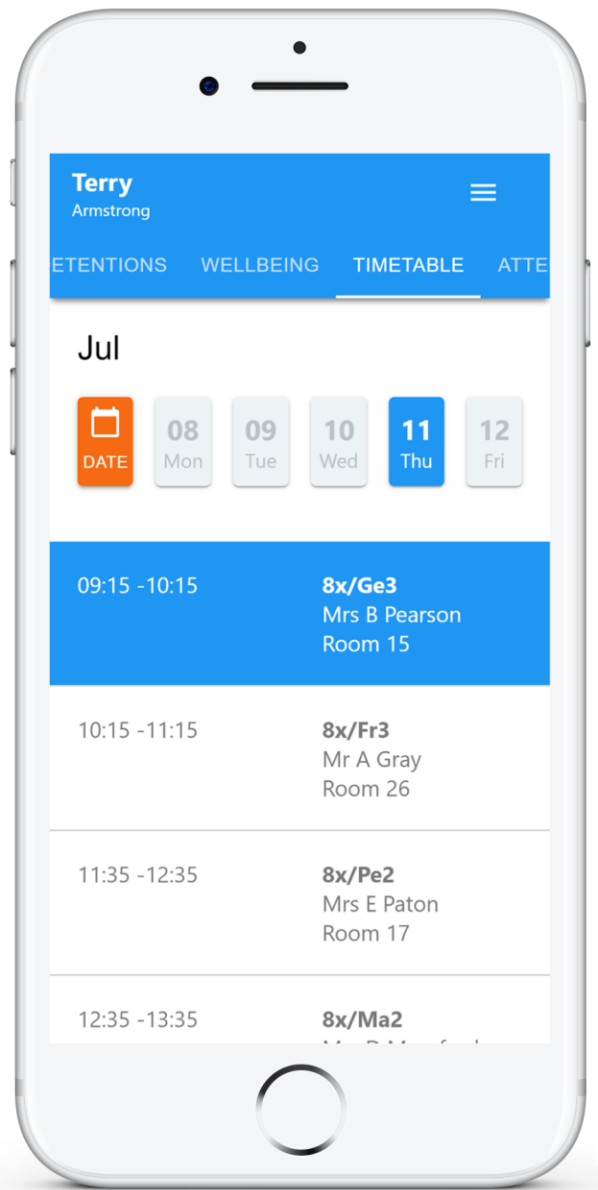 Terry
Armstrong
ETENTIONS WELLBEING TIMETABLE ATTE
Jul
DATE
08 Mon
09 Tue
10 Wed
11 Thu
12 Fri
09:15 -10:15
8x/Ge3
Mrs B Pearson
Room 15
10:15 -11:15
8x/Fr3
Mr A Gray
Room 26
11:35 -12:35
8x/Pe2
Mrs E Paton
Room 17
12:35 -13:35
8x/Ma2